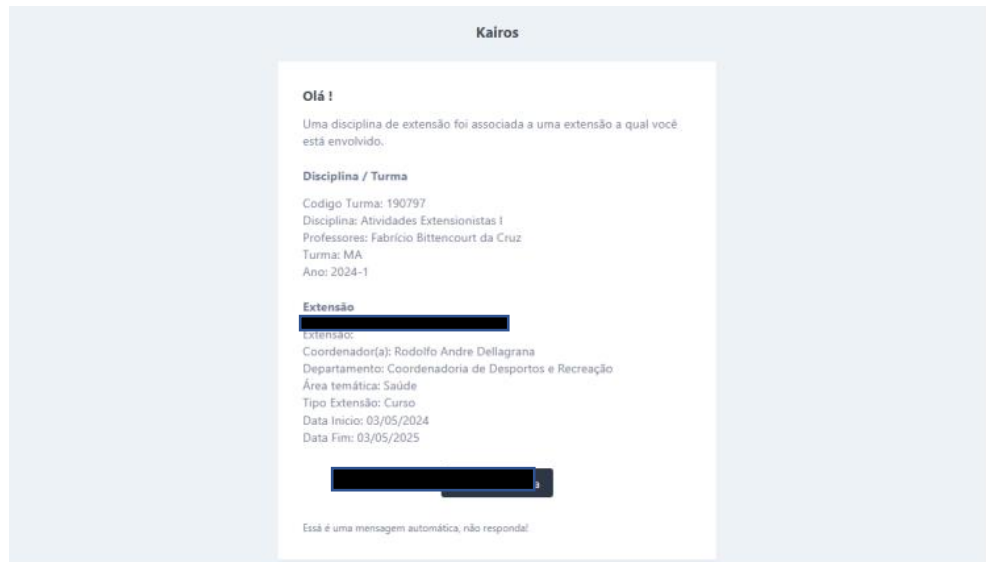 Kairos
Olá !
Uma disciplina de extensão foi associada a uma extensão a qual você
está envolvido.
Disciplina / Turma
Codigo Turma: 190797
Disciplina: Atividades Extensionistas I
Professores: Fabrício Bittencourt da Cruz
Turma: MA
Ano: 2024-1
Extensão
Extensão:
Coordenador(a): Rodolfo Andre Dellagrana
Departamento: Coordenadoria de Desportos e Recreação
Área temática: Saúde
Tipo Extensão: Curso
Data Inicio: 03/05/2024
Data Fim: 03/05/2025
Essá é uma mensagem automática, não responda!